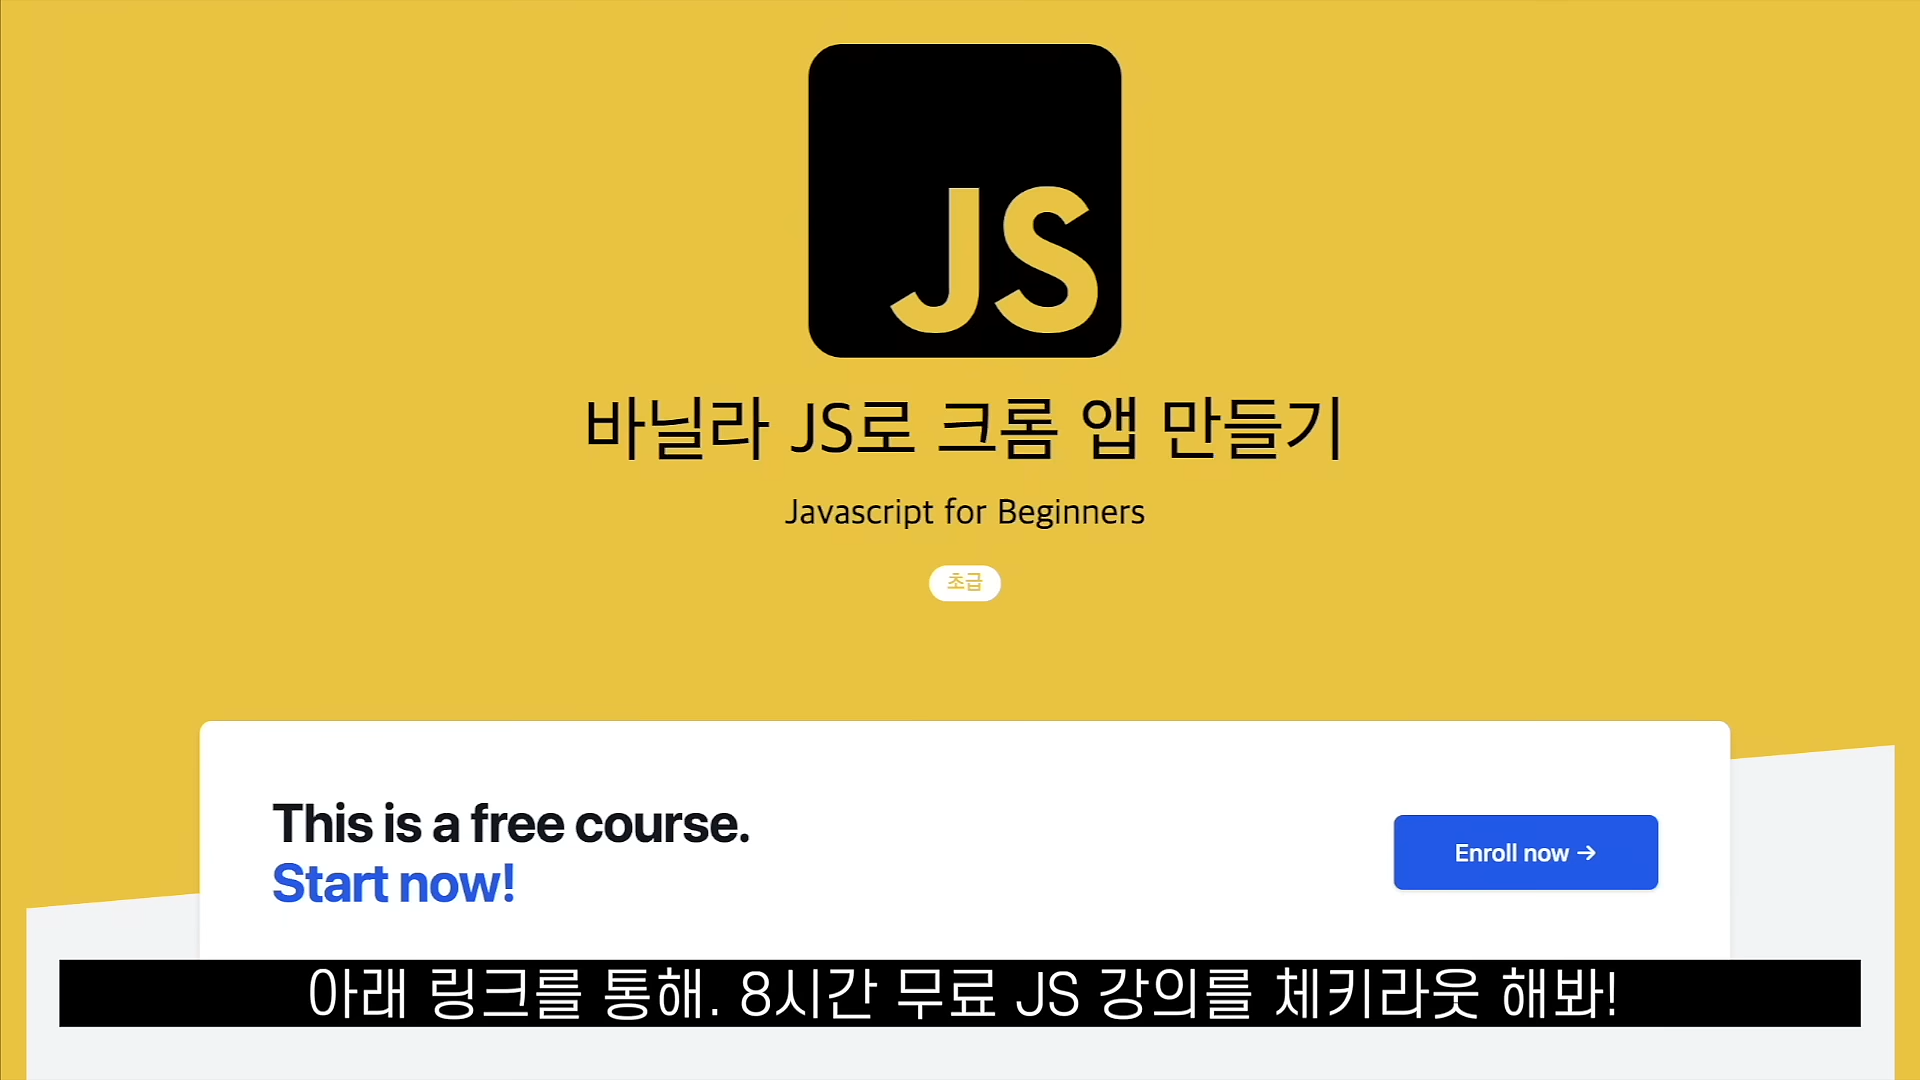 JS
바닐라 JS로 크롬 앱 만들기
Javascript for Beginners
초급
This is a free course.
Start now!
Enroll now →
아래 링크를 통해. 8시간 무료 JS 강의를 체키라웃 해봐!